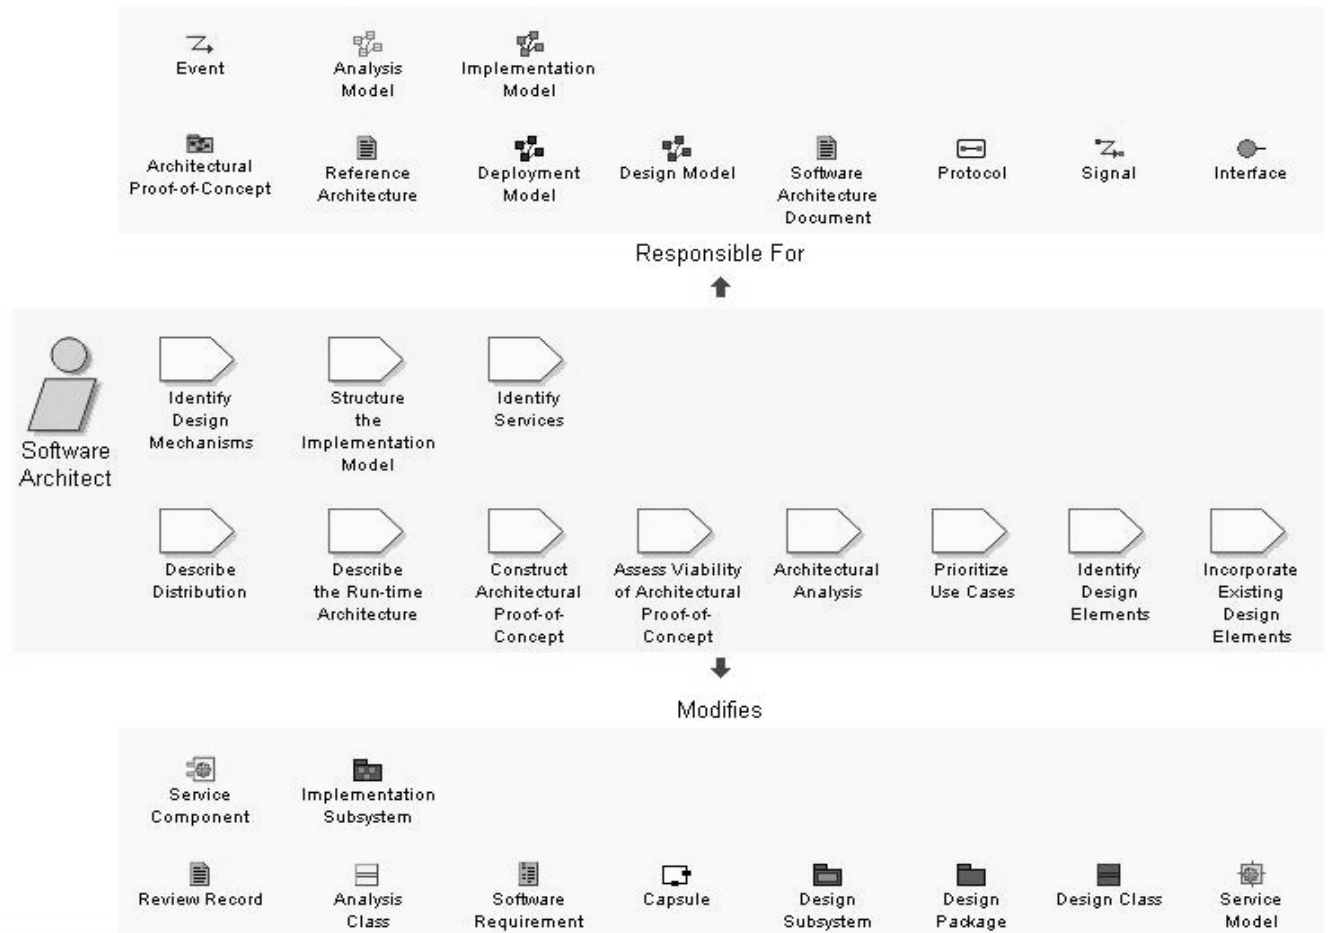 Event
Analysis
Model
Implementation
Model
Architectural
Proof-of-Concept
Reference
Architecture
Deployment
Model
Design Model
Software
Architecture
Document
Protocol
Signal
Interface
Responsible For
Software
Architect
Identify
Design
Mechanisms
Structure
the
Implementation
Model
Identify
Services
Describe
Distribution
Describe
the Run-time
Architecture
Construct
Architectural
Proof-of-
Concept
Assess Viability
of Architectural
Proof-of-
Concept
Architectural
Analysis
Prioritize
Use Cases
Identify
Design
Elements
Incorporate
Existing
Design
Elements
Modifies
Service
Component
Implementation
Subsystem
Review Record
Analysis
Class
Software
Requirement
Capsule
Design
Subsystem
Design
Package
Design Class
Service
Model